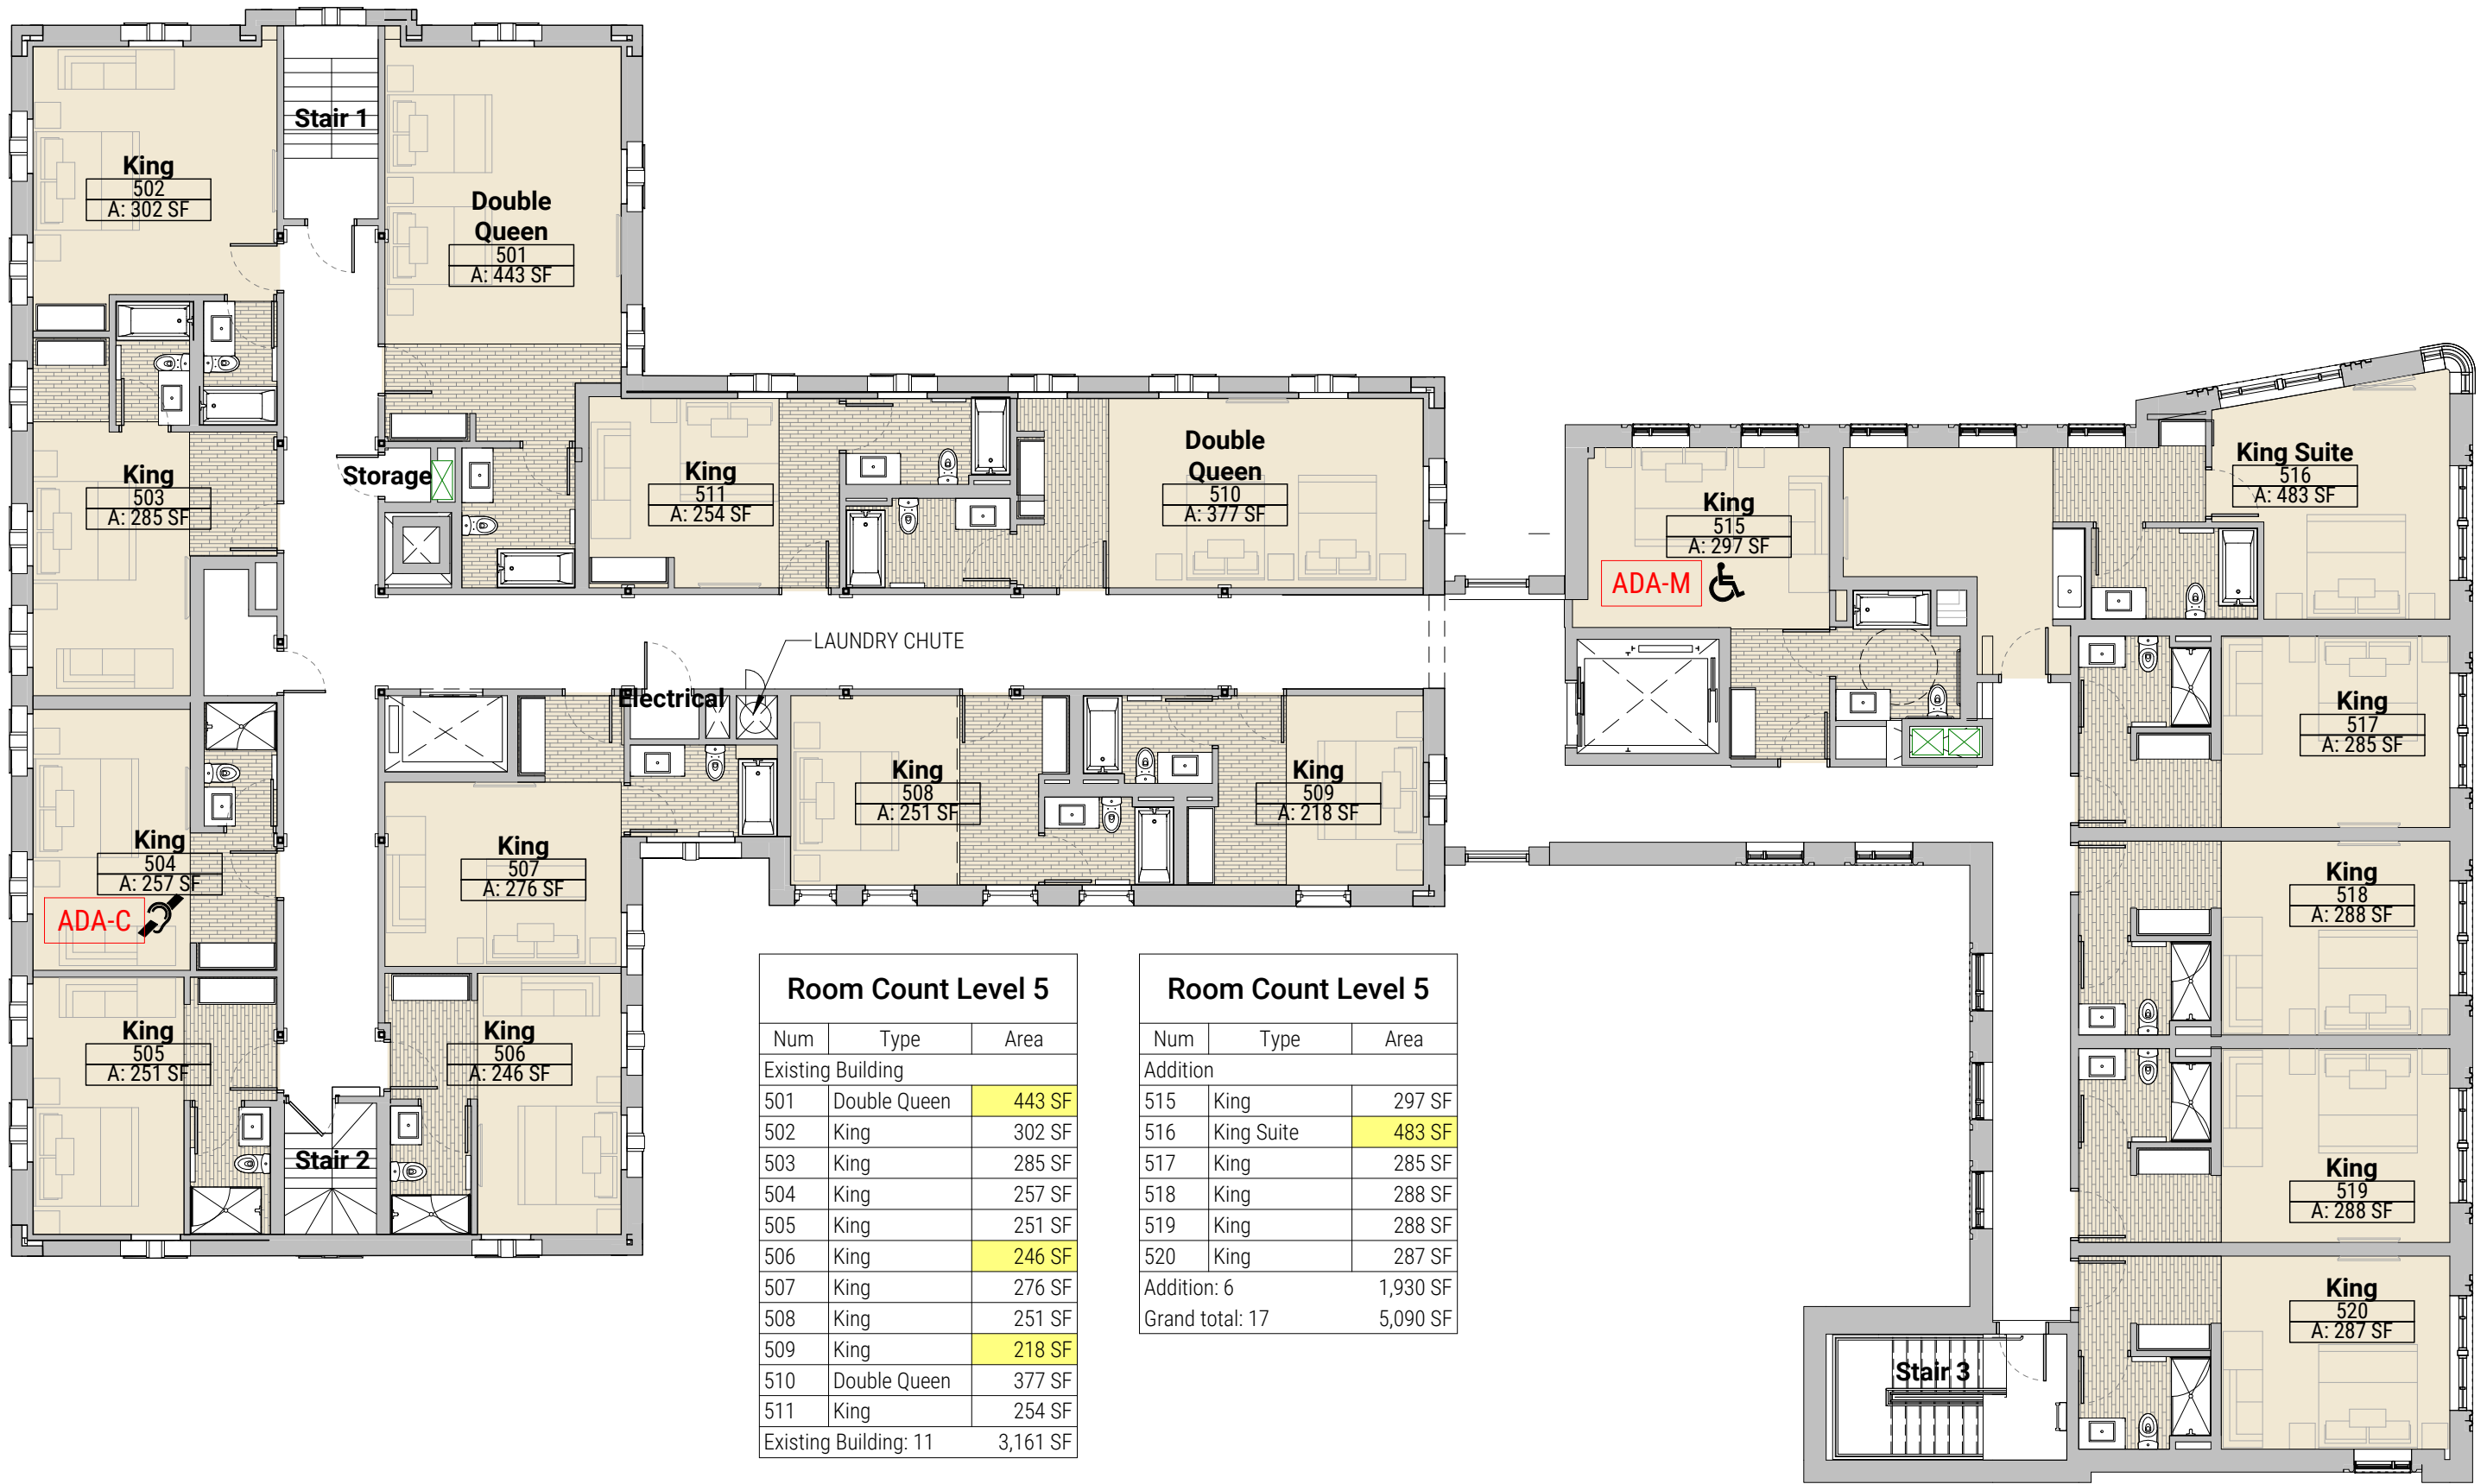 Stair 1
King
502
A: 302 SF
Double
Queen
501
A: 443 SF
King
503
A: 285 SF
Storage
King
511
A: 254 SF
Double
Queen
510
A: 377 SF
King
515
A: 297 SF
ADA-M
King Suite
516
A: 483 SF
LAUNDRY CHUTE
Electrical
King
517
A: 285 SF
King
504
A: 257 SF
ADA-C
King
507
A: 276 SF
King
508
A: 251 SF
King
509
A: 218 SF
King
518
A: 288 SF
King
505
A: 251 SF
King
506
A: 246 SF
Stair 2
King
519
A: 288 SF
King
520
A: 287 SF
Stair 3
Room Count Level 5
Num Type Area
Existing Building
501 Double Queen 443 SF
502 King 302 SF
503 King 285 SF
504 King 257 SF
505 King 251 SF
506 King 246 SF
507 King 276 SF
508 King 251 SF
509 King 218 SF
510 Double Queen 377 SF
511 King 254 SF
Existing Building: 11 3,161 SF
Room Count Level 5
Num Type Area
Addition
515 King 297 SF
516 King Suite 483 SF
517 King 285 SF
518 King 288 SF
519 King 288 SF
520 King 287 SF
Addition: 6 1,930 SF
Grand total: 17 5,090 SF